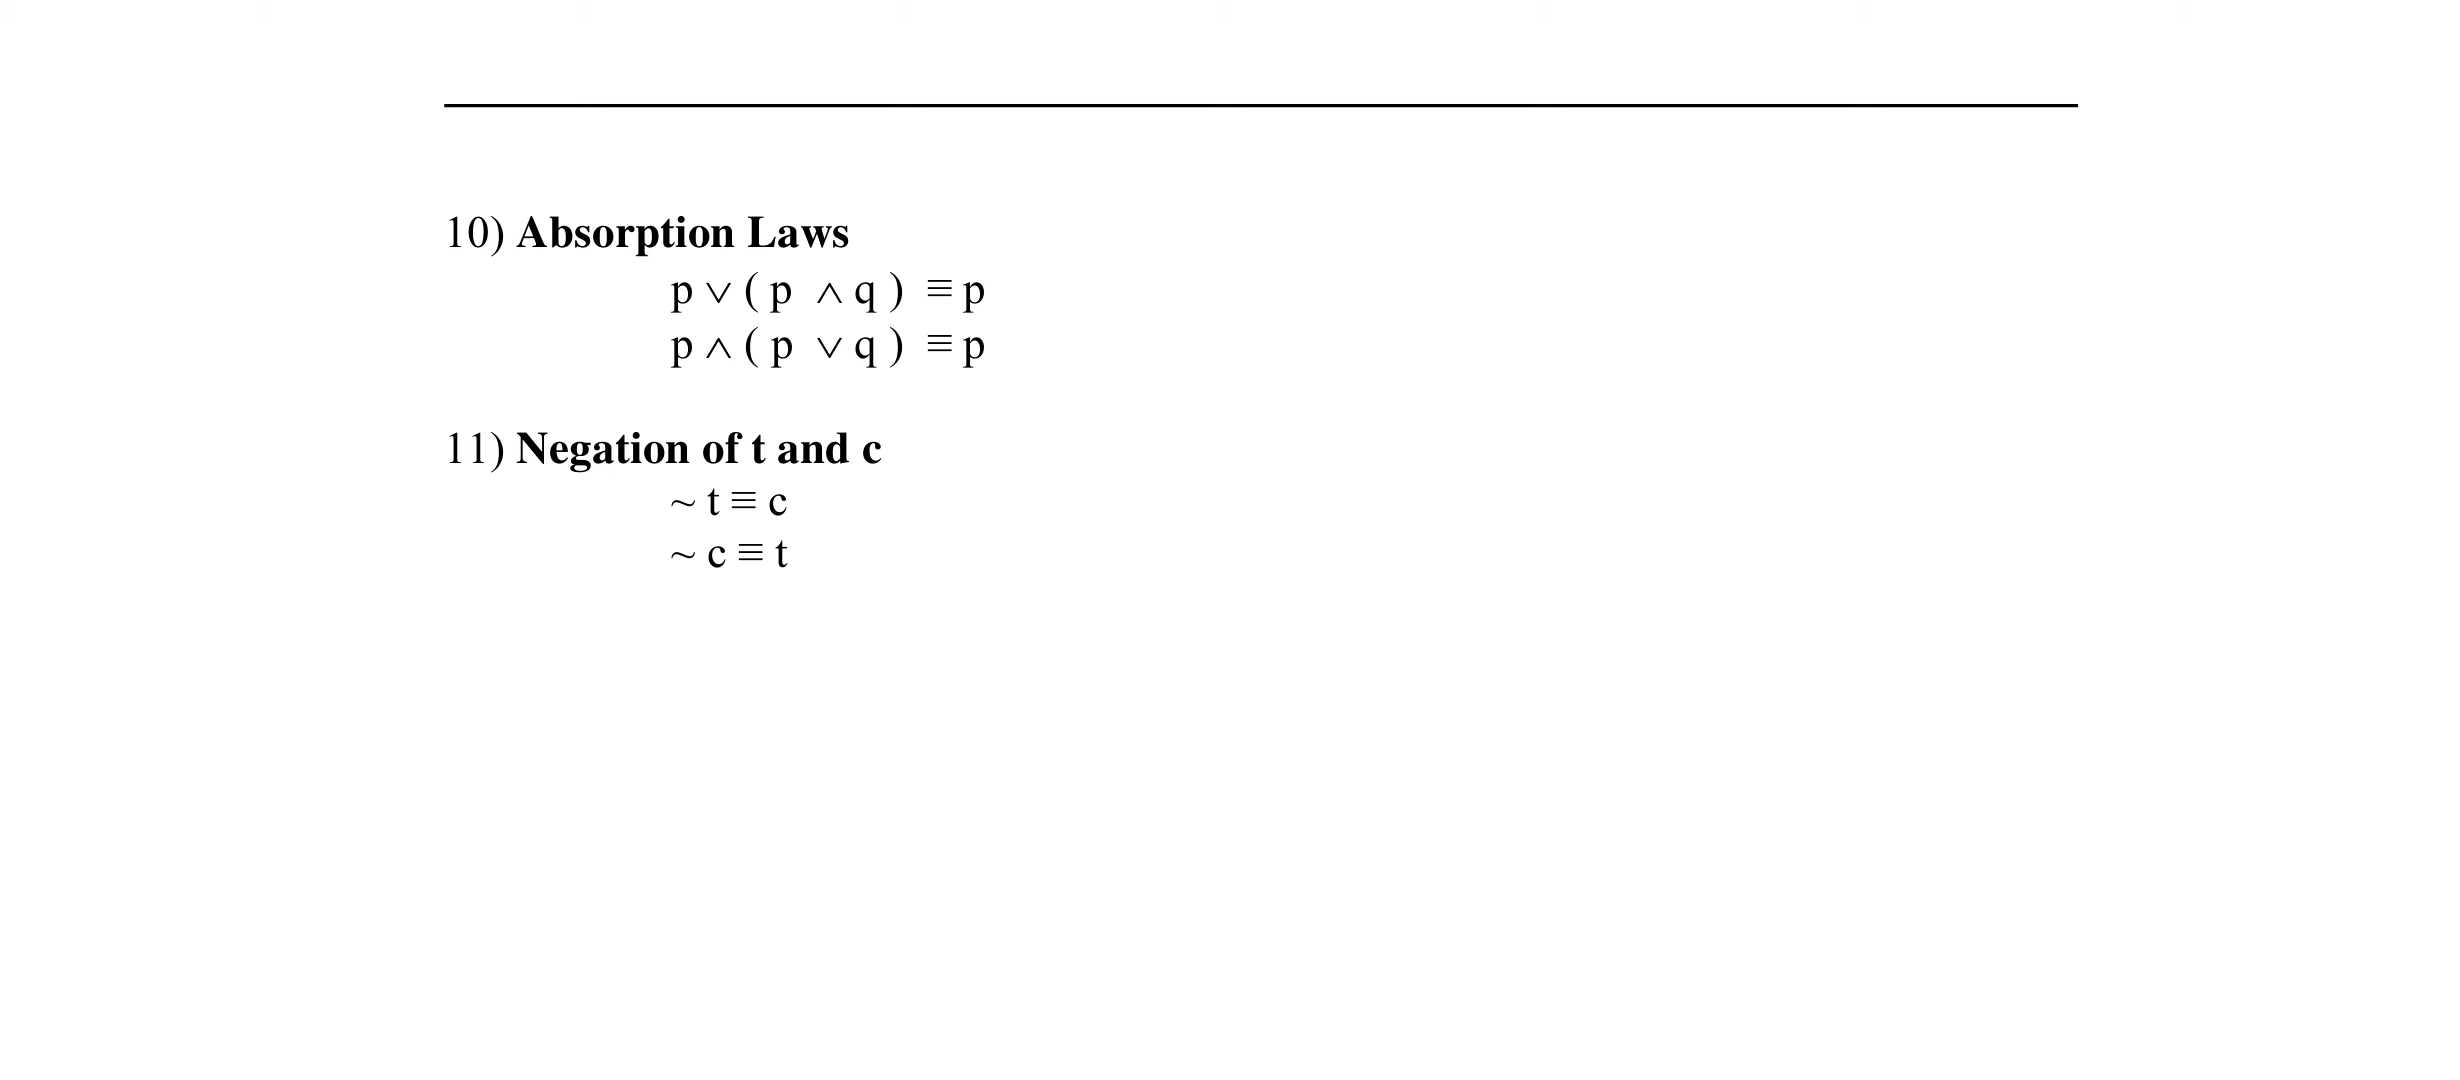 10) Absorption Laws
p ∨ ( p ∧ q ) ≡ p
p ∧ ( p ∨ q ) ≡ p
11) Negation of t and c
~ t ≡ c
~ c ≡ t